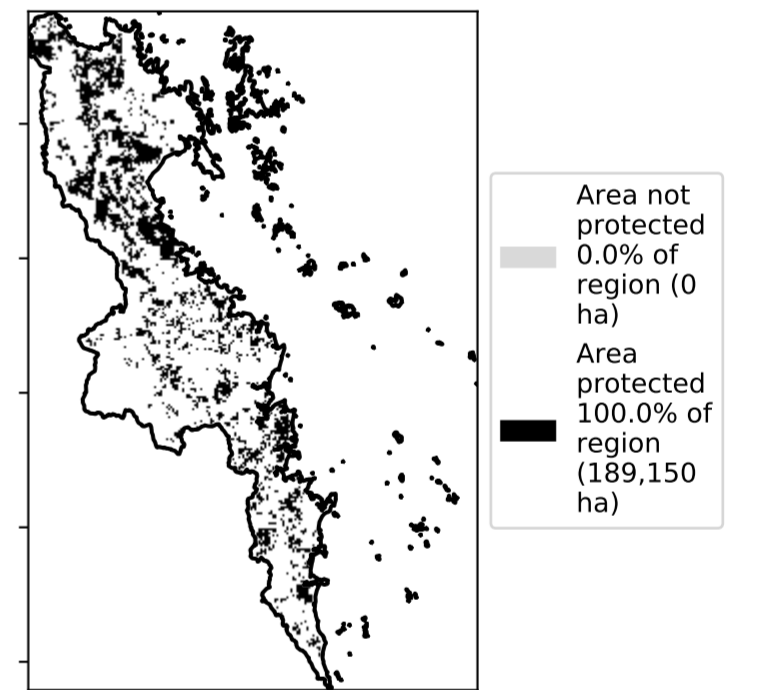 Area not
protected
0.0% of
region (0
ha)
Area
protected
100.0% of
region
(189,150
ha)